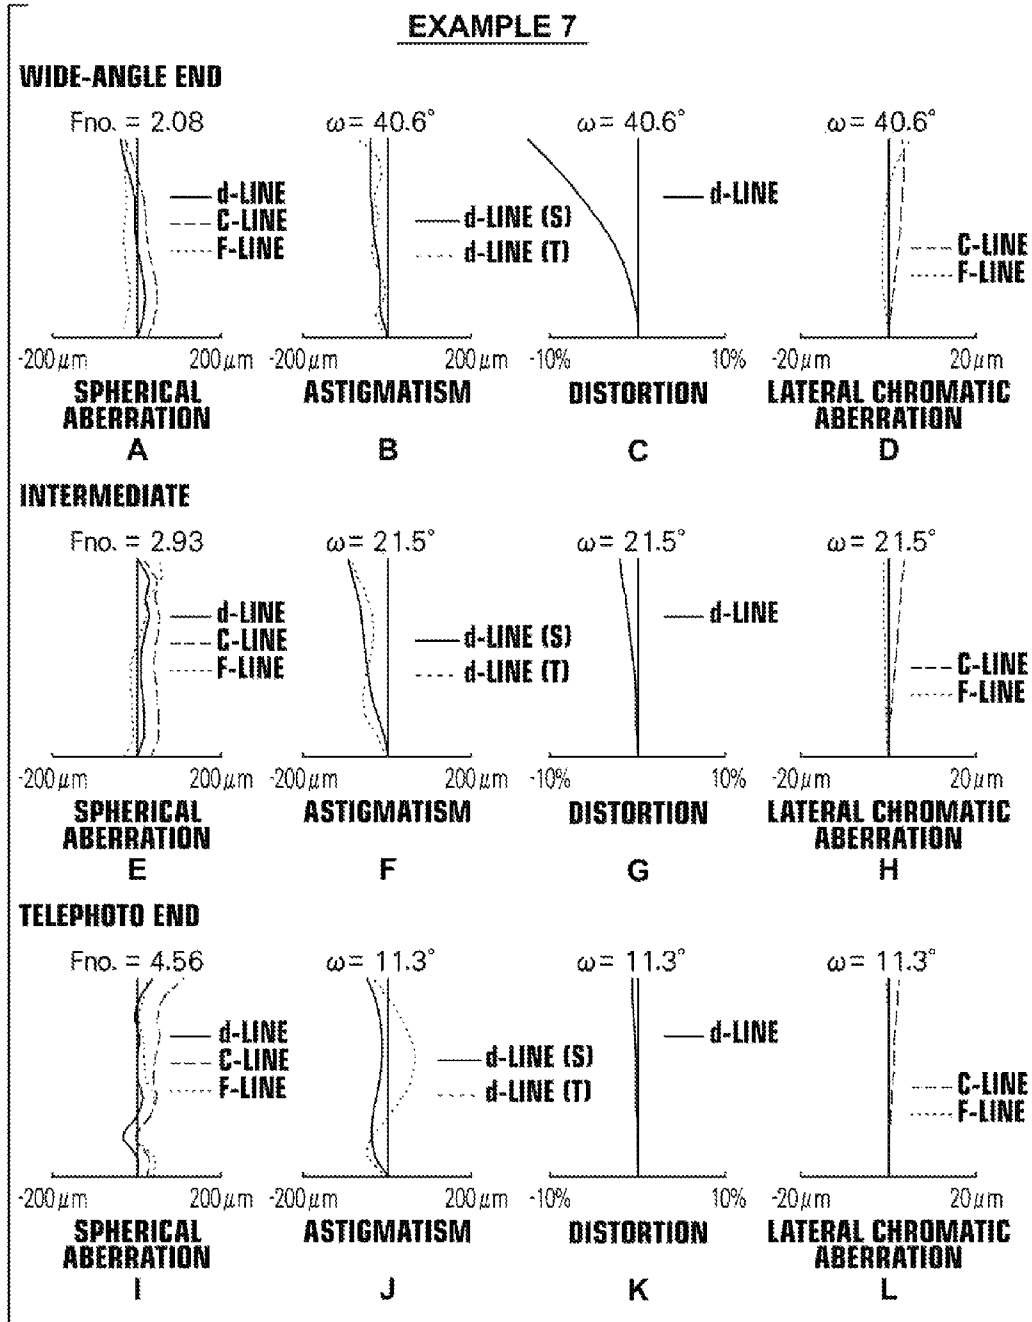 EXAMPLE 7
WIDE-ANGLE END
Fno. = 2.08
ω = 40.6°
ω = 40.6°
ω = 40.6°
d-LINE
C-LINE
F-LINE
d-LINE (S)
d-LINE (T)
d-LINE
C-LINE
F-LINE
-200μm 200μm
-200μm 200μm
-10% 10%
-20μm 20μm
SPHERICAL
ABERRATION
ASTIGMATISM
DISTORTION
LATERAL CHROMATIC
ABERRATION
A B C D
INTERMEDIATE
Fno. = 2.93
ω = 21.5°
ω = 21.5°
ω = 21.5°
d-LINE
C-LINE
F-LINE
d-LINE (S)
d-LINE (T)
d-LINE
C-LINE
F-LINE
-200μm 200μm
-200μm 200μm
-10% 10%
-20μm 20μm
SPHERICAL
ABERRATION
ASTIGMATISM
DISTORTION
LATERAL CHROMATIC
ABERRATION
E F G H
TELEPHOTO END
Fno. = 4.56
ω = 11.3°
ω = 11.3°
ω = 11.3°
d-LINE
C-LINE
F-LINE
d-LINE (S)
d-LINE (T)
d-LINE
C-LINE
F-LINE
-200μm 200μm
-200μm 200μm
-10% 10%
-20μm 20μm
SPHERICAL
ABERRATION
ASTIGMATISM
DISTORTION
LATERAL CHROMATIC
ABERRATION
I J K L